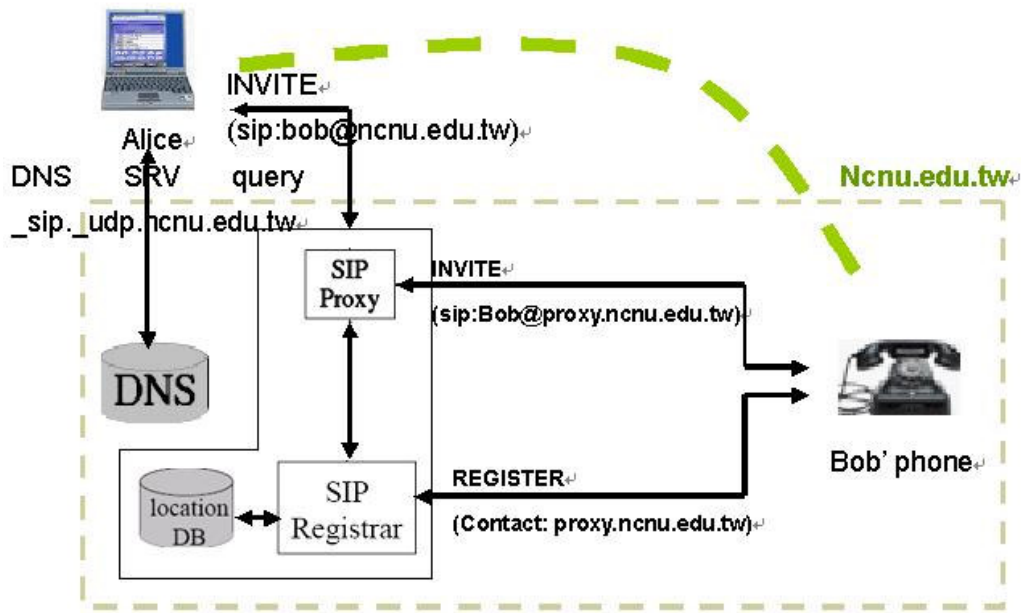 INVITE
(sip:bob@ncnu.edu.tw)
Alice
DNS SRV query
_sip._udp.ncnu.edu.tw
Ncnu.edu.tw
SIP
Proxy
INVITE
(sip:Bob@proxy.ncnu.edu.tw)
DNS
Bob' phone
location
DB
SIP
Registrar
REGISTER
(Contact: proxy.ncnu.edu.tw)